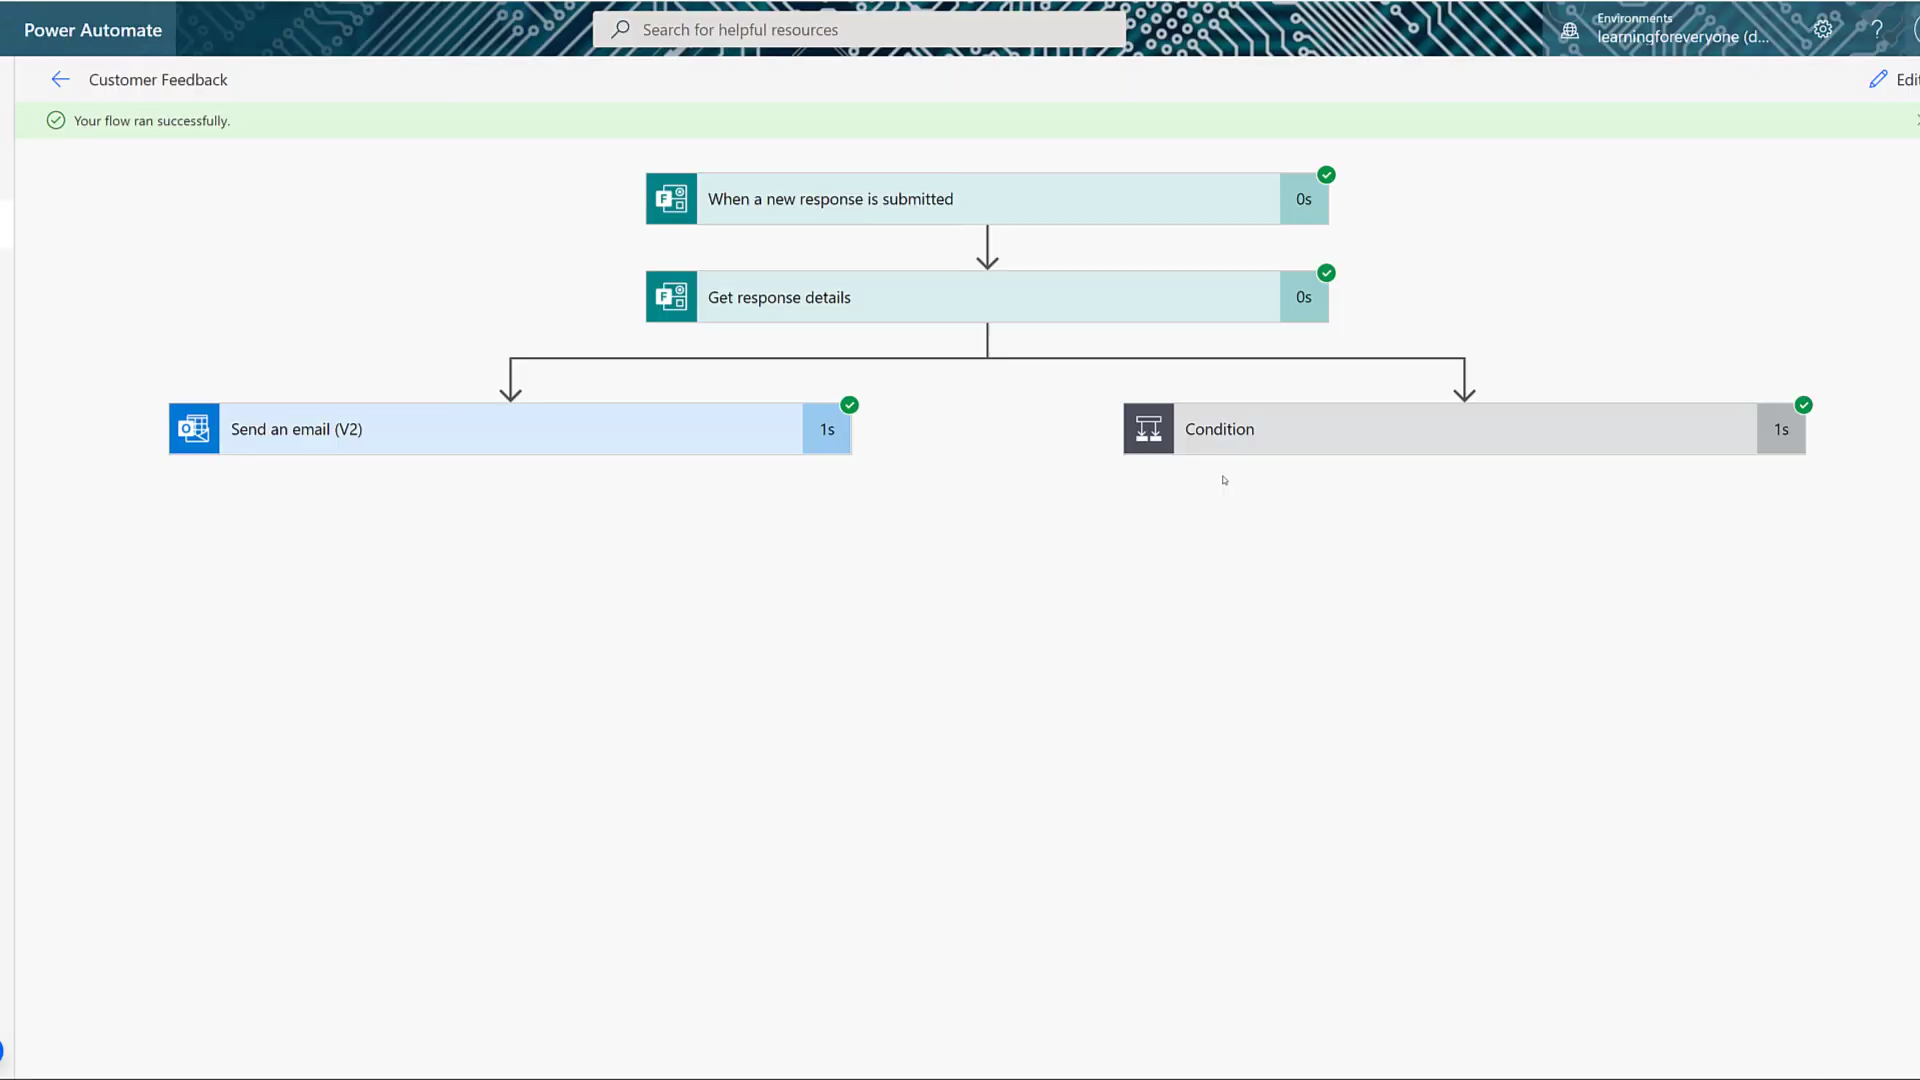 Power Automate
Search for helpful resources
Environments
learningforeveryone (d...
?
Customer Feedback
Edit
Your flow ran successfully.
When a new response is submitted
0s
Get response details
0s
Send an email (V2)
1s
Condition
1s